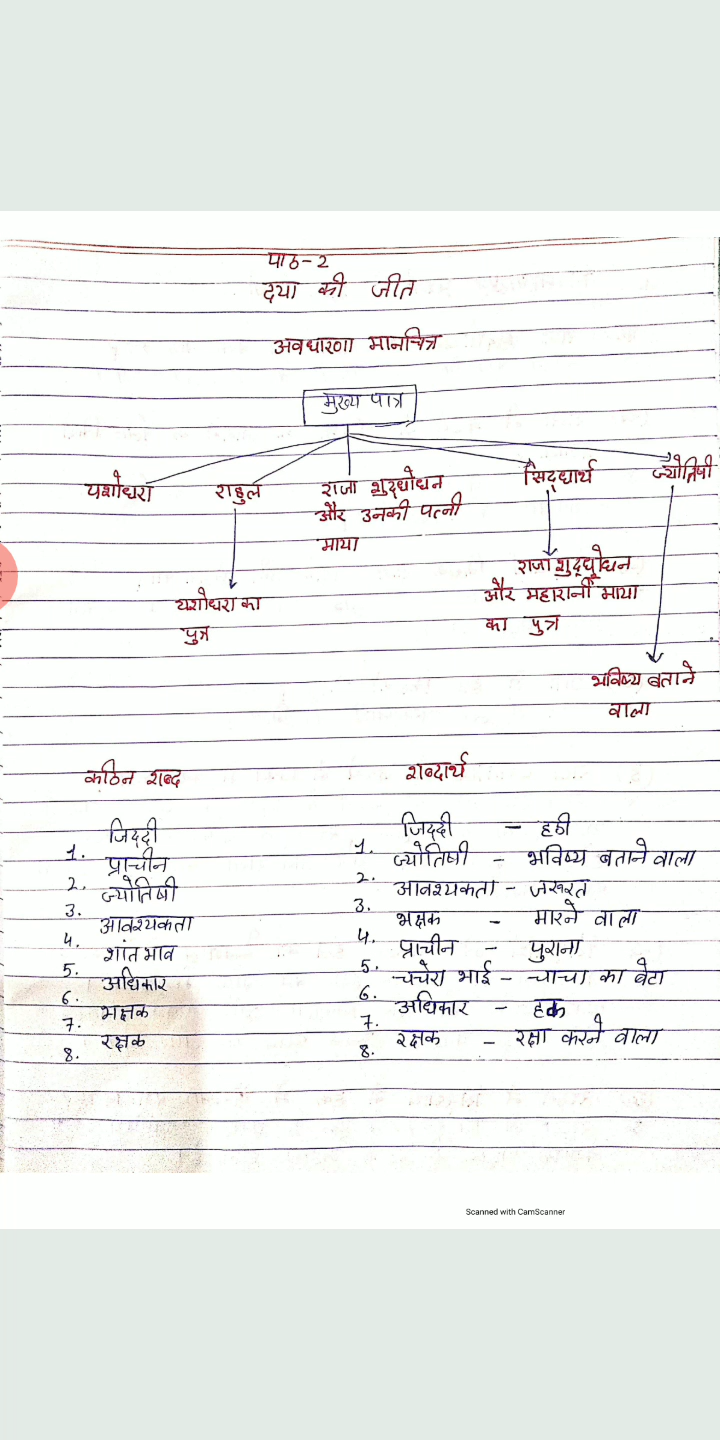 पाठ-2
दया की जीत
अवधारणा मानचित्र
मुख्य पात्र
यशोधरा राहुल राजा शुद्धोधन सिद्धार्थ ज्योतिषी
और उनकी पत्नी
माया
राजा शुद्धोधन
यशोधरा का और महारानी माया
पुत्र का पुत्र
भविष्य बताने
वाला
कठिन शब्द शब्दार्थ
1. जिद्दी 1. जिद्दी - हठी
2. प्राचीन 2. ज्योतिषी - भविष्य बताने वाला
3. ज्योतिषी 3. आवश्यकता - जरूरत
4. आवश्यकता 4. भक्षक - मारने वाला
5. शांत भाव 5. प्राचीन - पुराना
6. अधिकार 6. चचेरा भाई - चाचा का बेटा
7. भक्षक 7. अधिकार - हक
8. रक्षक 8. रक्षक - रक्षा करने वाला
Scanned with CamScanner